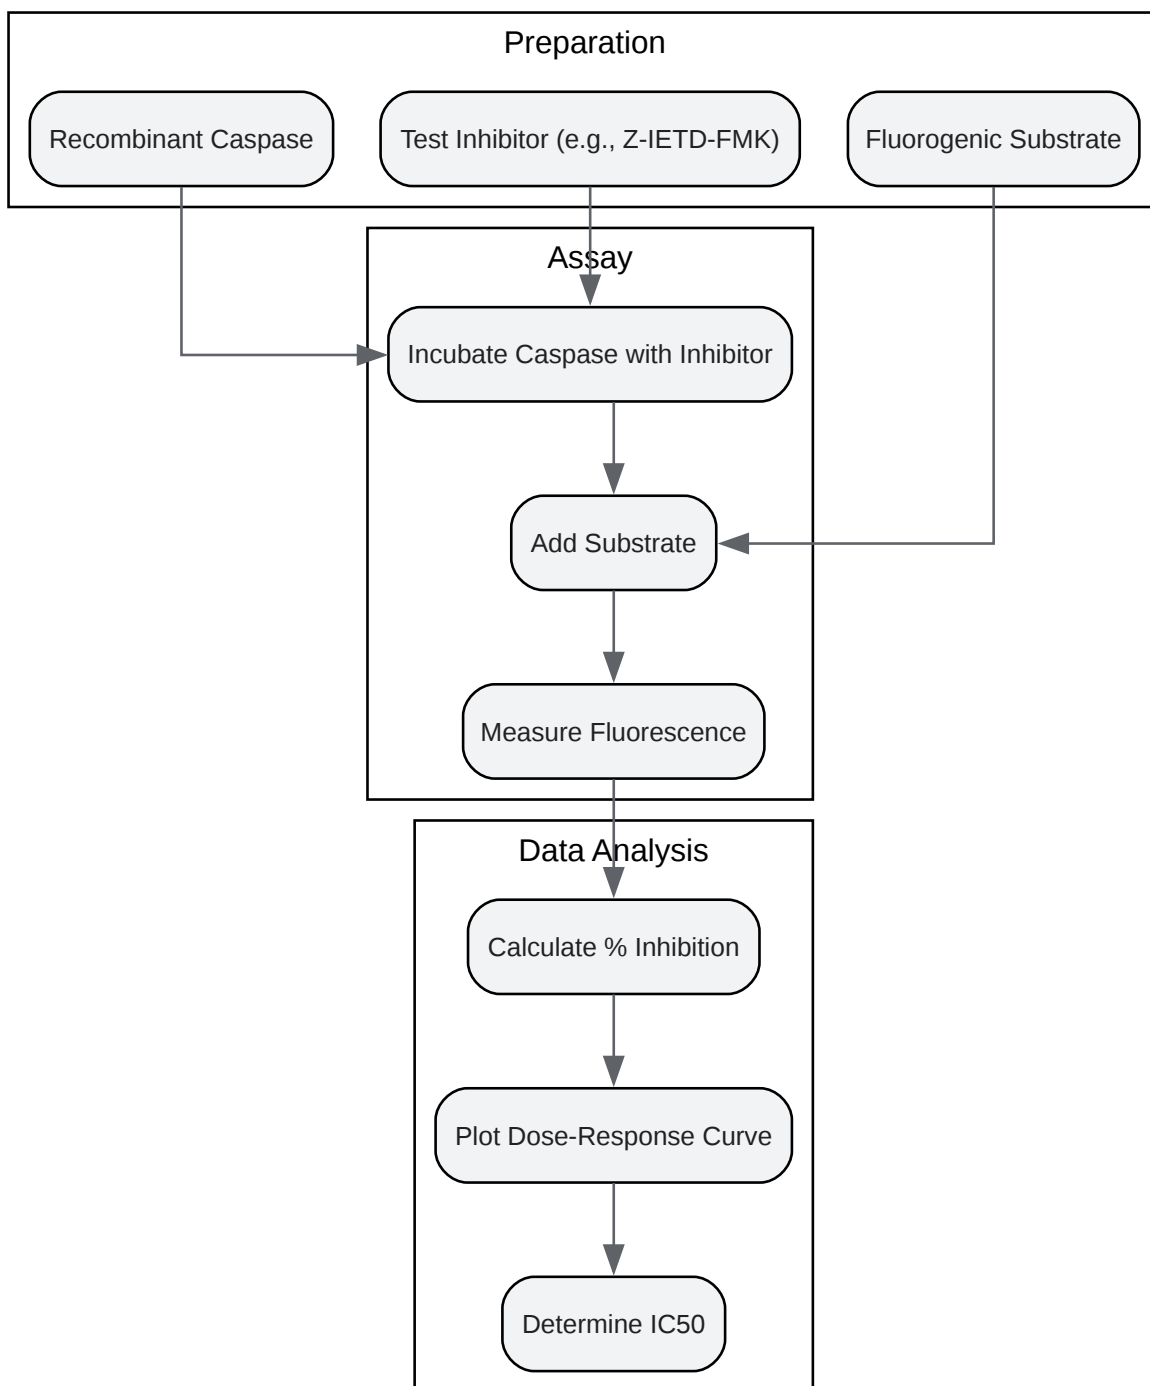 Preparation
Recombinant Caspase
Test Inhibitor (e.g., Z-IETD-FMK)
Fluorogenic Substrate
Assay
Incubate Caspase with Inhibitor
Add Substrate
Measure Fluorescence
Data Analysis
Calculate % Inhibition
Plot Dose-Response Curve
Determine IC50